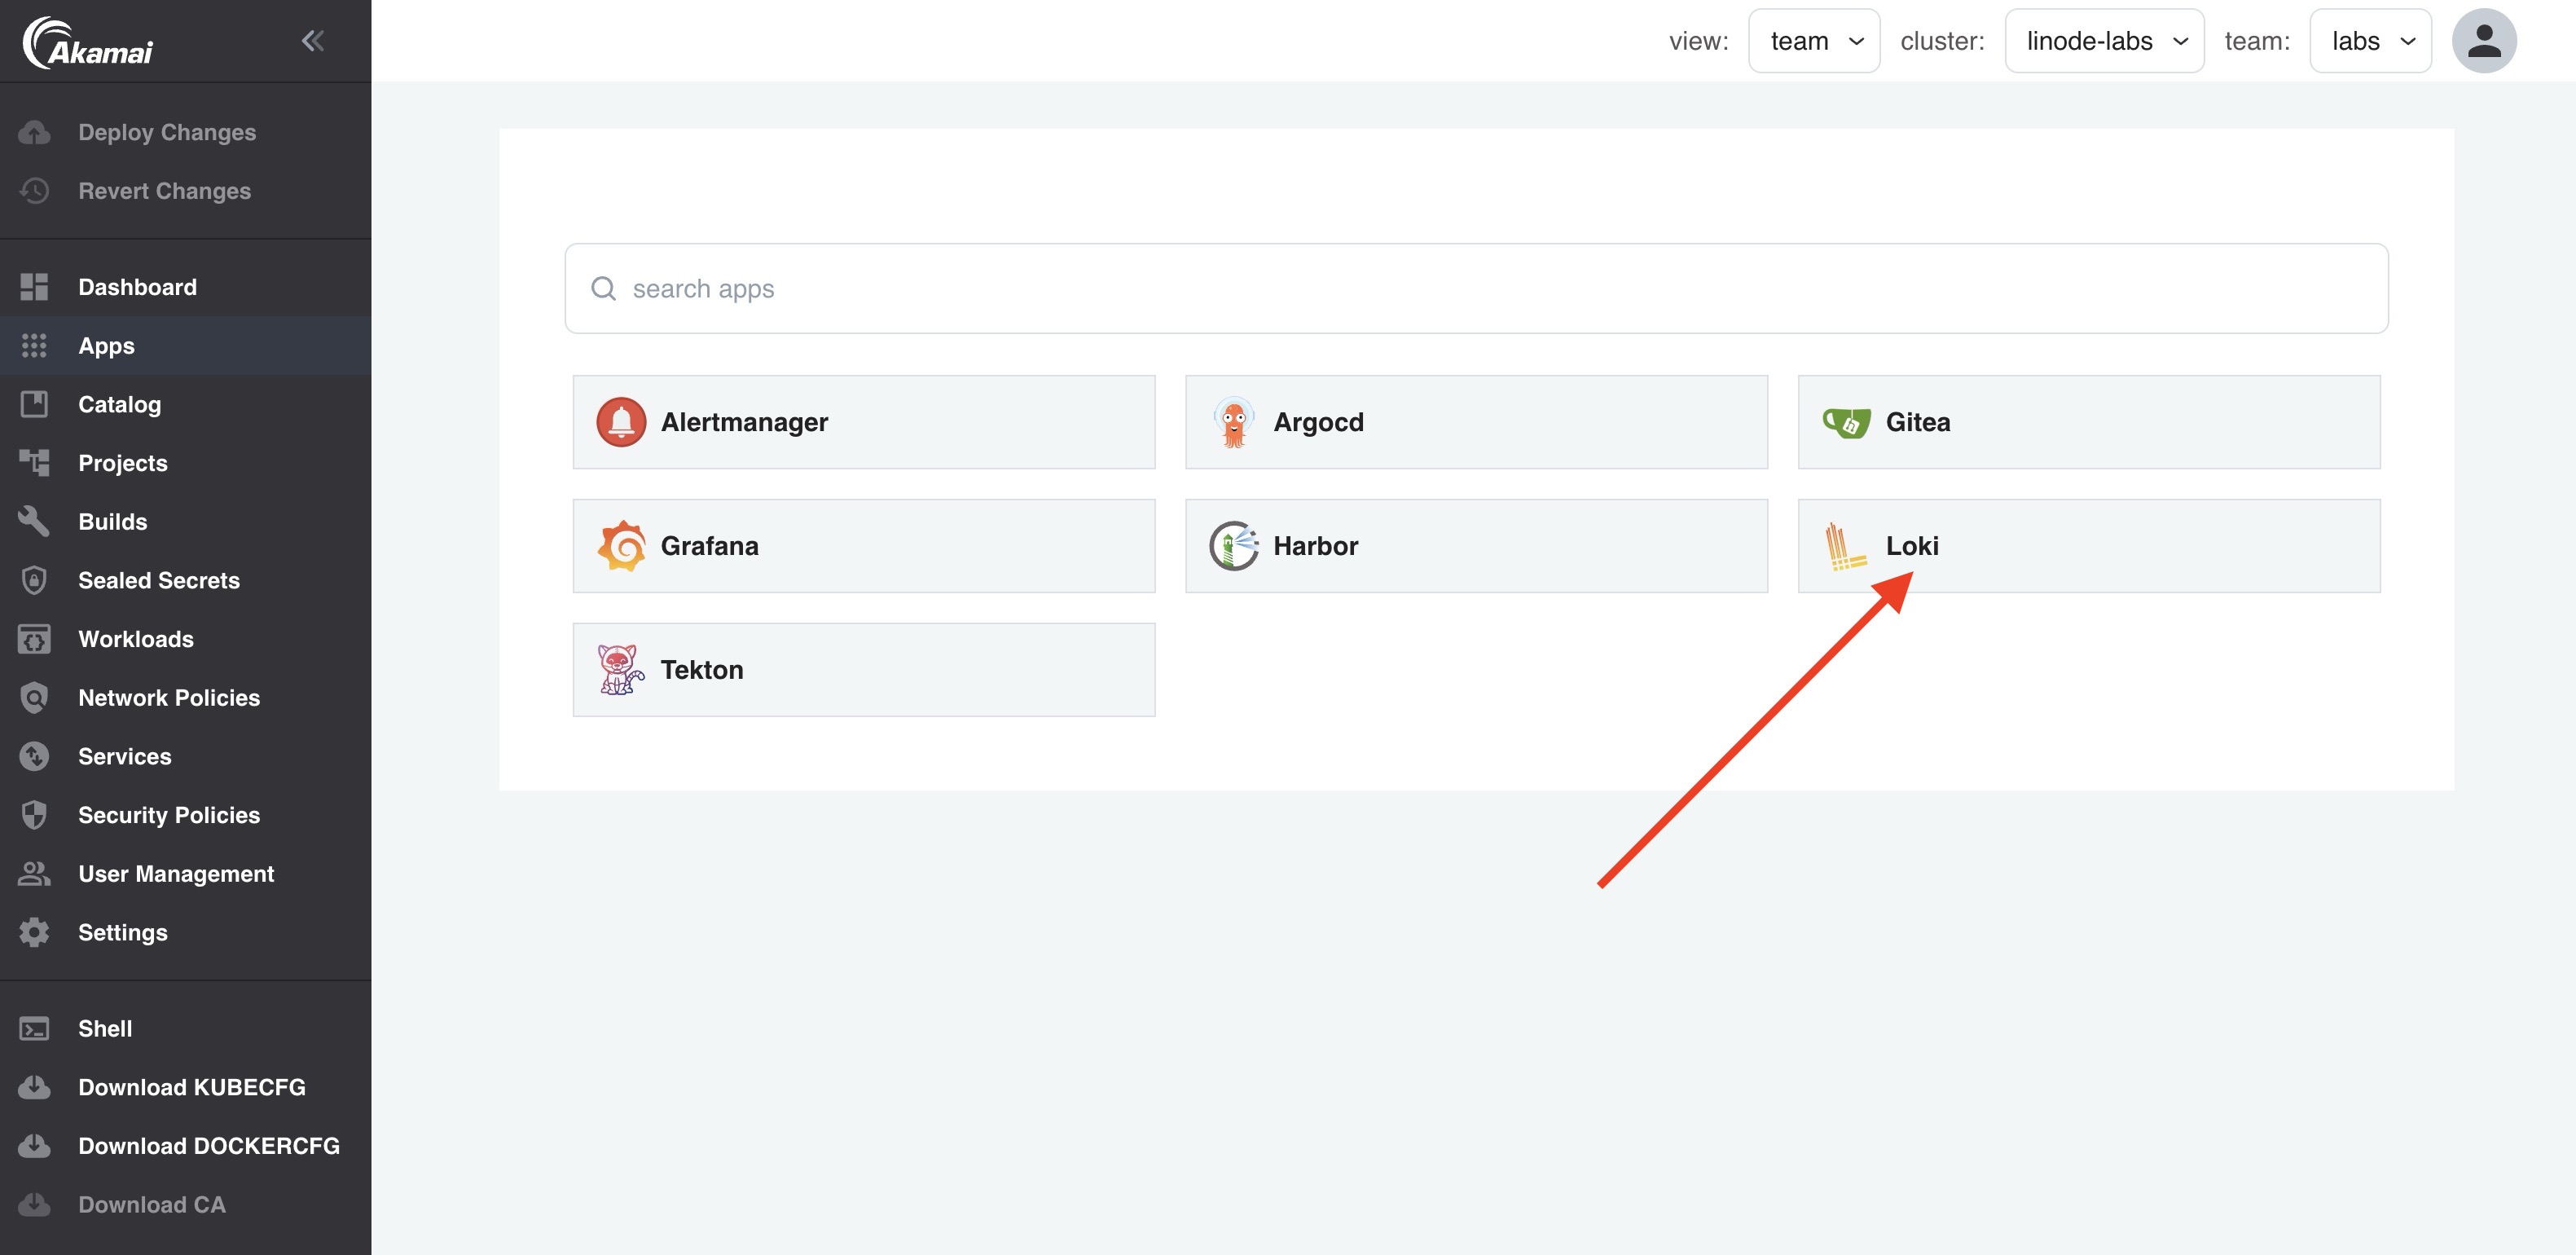 Akamai
view: team cluster: linode-labs team: labs
Deploy Changes
Revert Changes
Dashboard
Apps
Catalog
Projects
Builds
Sealed Secrets
Workloads
Network Policies
Services
Security Policies
User Management
Settings
Shell
Download KUBECFG
Download DOCKERCFG
Download CA
search apps
Alertmanager
Argocd
Gitea
Grafana
Harbor
Loki
Tekton